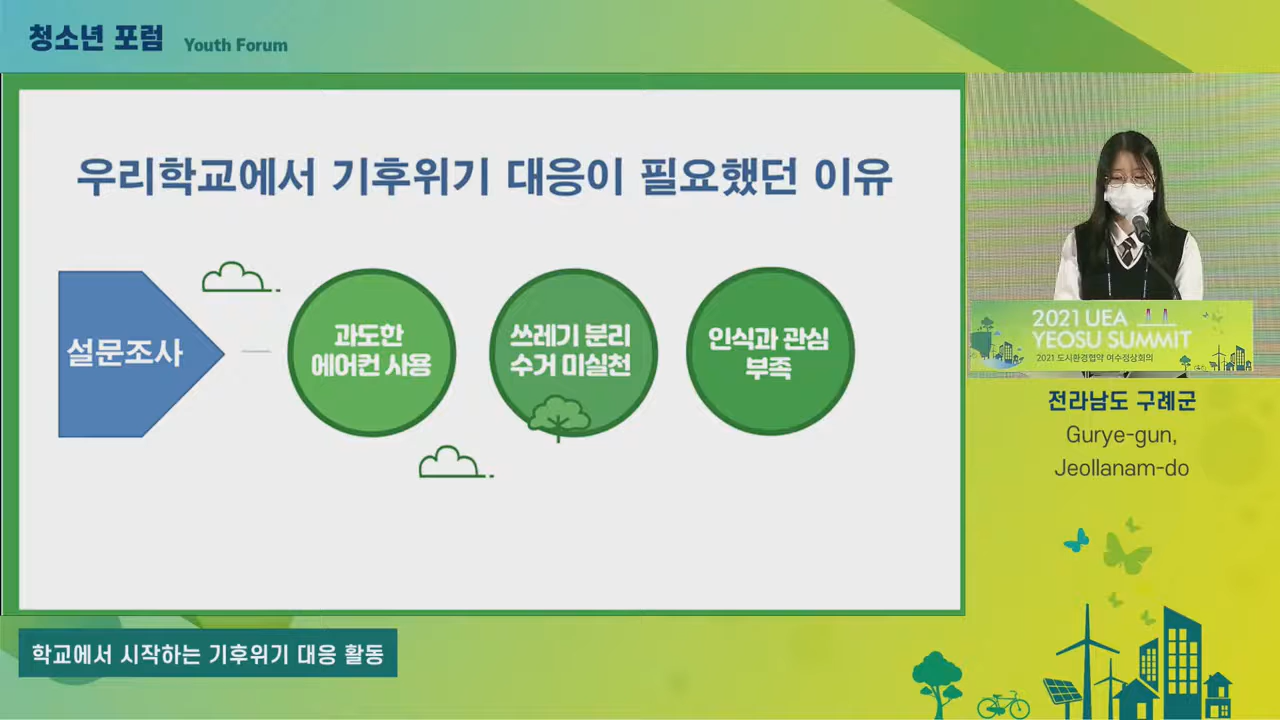 청소년 포럼 Youth Forum
우리학교에서 기후위기 대응이 필요했던 이유
설문조사
과도한
에어컨 사용
쓰레기 분리
수거 미실천
인식과 관심
부족
2021 UEA
YEOSU SUMMIT
2021 도시환경협약 여수정상회의
전라남도 구례군
Gurye-gun,
Jeollanam-do
학교에서 시작하는 기후위기 대응 활동